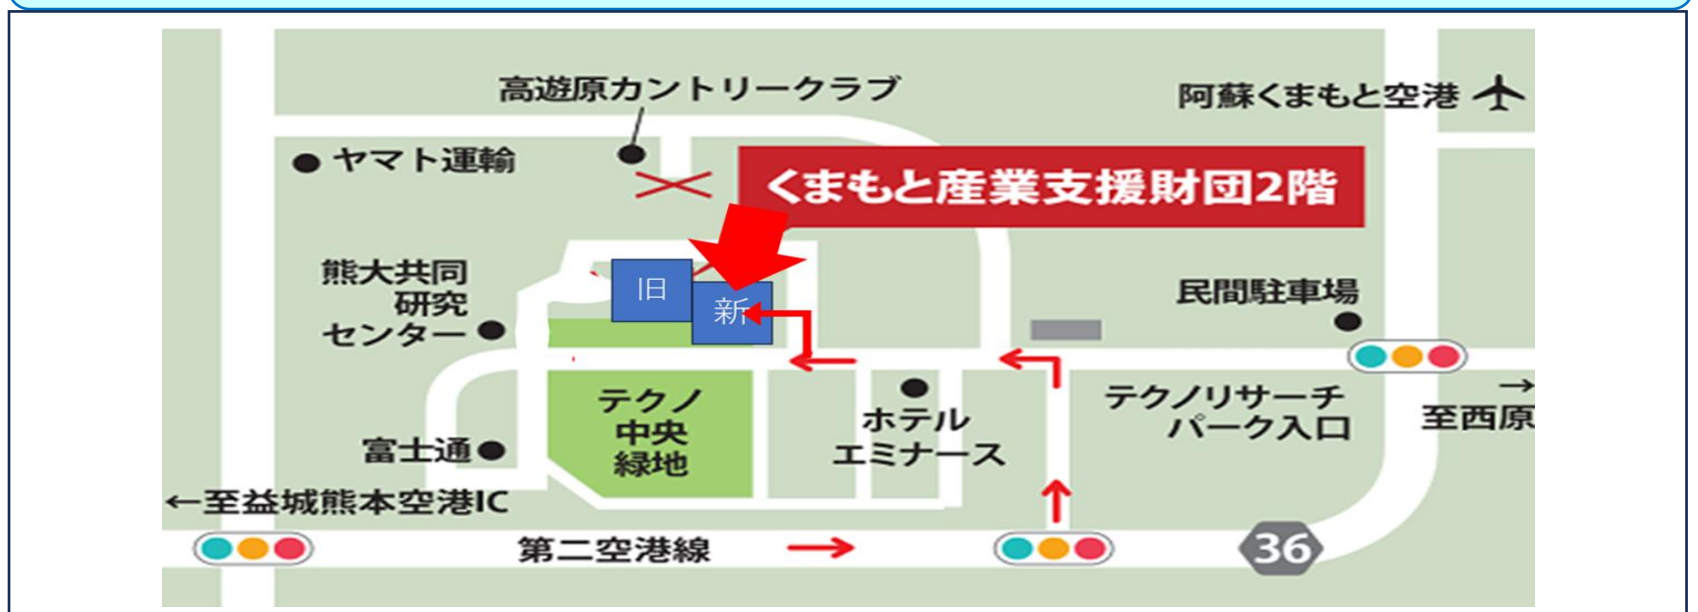 高遊原カントリークラブ
阿蘇くまもと空港
ヤマト運輸
くまもと産業支援財団2階
熊大共同
研究
センター
旧
新
民間駐車場
テクノ
中央
緑地
ホテル
エミナース
テクノリサーチ
パーク入口
→
至西原
富士通
←至益城熊本空港IC
第二空港線
36